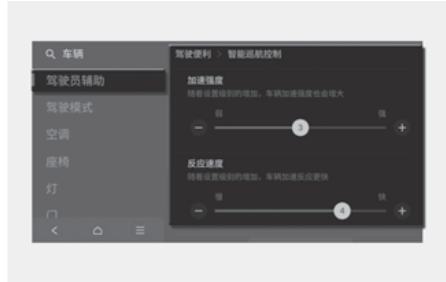 车辆
驾驶员辅助
驾驶模式
空调
座椅
灯
门
驾驶便利 > 智能巡航控制
加速强度
随着设置级别的增加，车辆加速强度也会增大
弱 强
− 3 +
反应速度
随着设置级别的增加，车辆加速反应更快
慢 快
− 4 +